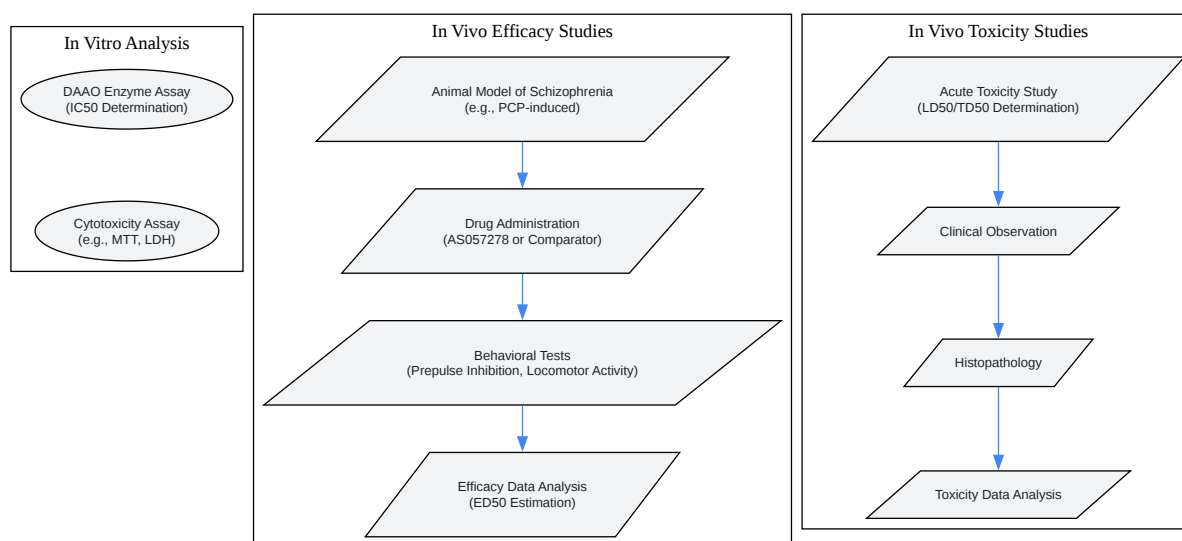 In Vitro Analysis
DAAO Enzyme Assay
(IC50 Determination)
Cytotoxicity Assay
(e.g., MTT, LDH)
In Vivo Efficacy Studies
Animal Model of Schizophrenia
(e.g., PCP-induced)
Drug Administration
(AS057278 or Comparator)
Behavioral Tests
(Prepulse Inhibition, Locomotor Activity)
Efficacy Data Analysis
(ED50 Estimation)
In Vivo Toxicity Studies
Acute Toxicity Study
(LD50/TD50 Determination)
Clinical Observation
Histopathology
Toxicity Data Analysis